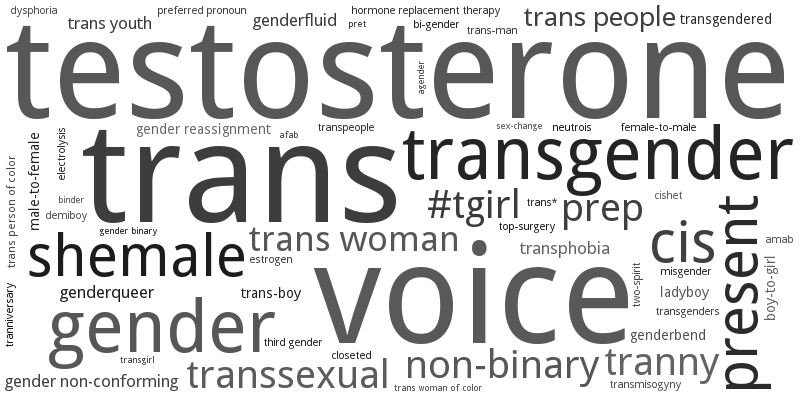 dysphoria
preferred pronoun
hormone replacement therapy
trans youth
genderfluid
pret
bi-gender
trans-man
trans people
transgendered
testosterone
agender
gender reassignment
afab
transpeople
sex-change
neutrois
female-to-male
trans
transgender
electrolysis
male-to-female
trans person of color
binder
demiboy
#tgirl
trans*
prep
cishet
present
gender binary
top-surgery
shemale
trans woman
transphobia
cis
amab
estrogen
voice
two-spirit
misgender
boy-to-girl
tranniversary
genderqueer
trans-boy
ladyboy
gender
transgenders
third gender
genderbend
transgirl
closeted
non-binary
tranny
gender non-conforming
transsexual
trans woman of color
transmisogyny